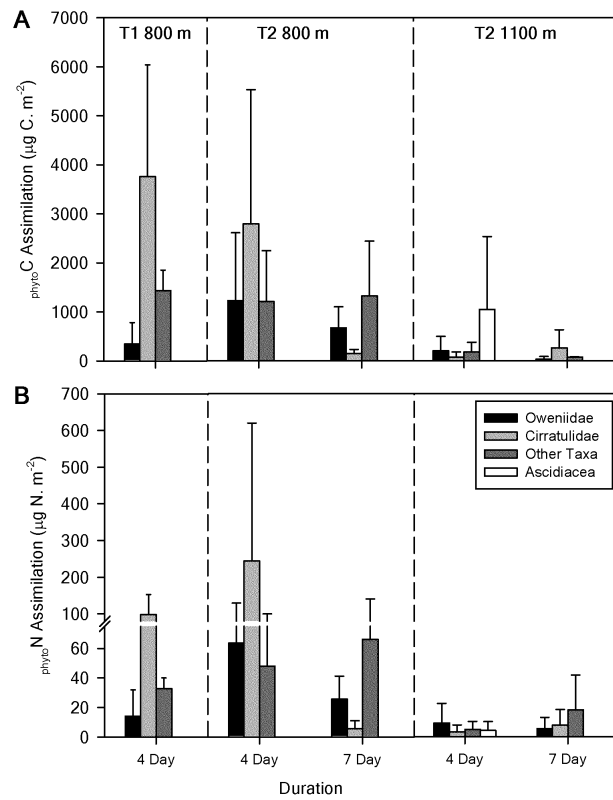 A
T1 800 m
T2 800 m
T2 1100 m
7000
6000
5000
4000
3000
2000
1000
0
phytoC Assimilation (µg C. m-2)
B
700
600
500
400
300
200
100
60
40
20
0
phytoN Assimilation (µg N. m-2)
Oweniidae
Cirratulidae
Other Taxa
Ascidiacea
4 Day
4 Day
7 Day
4 Day
7 Day
Duration